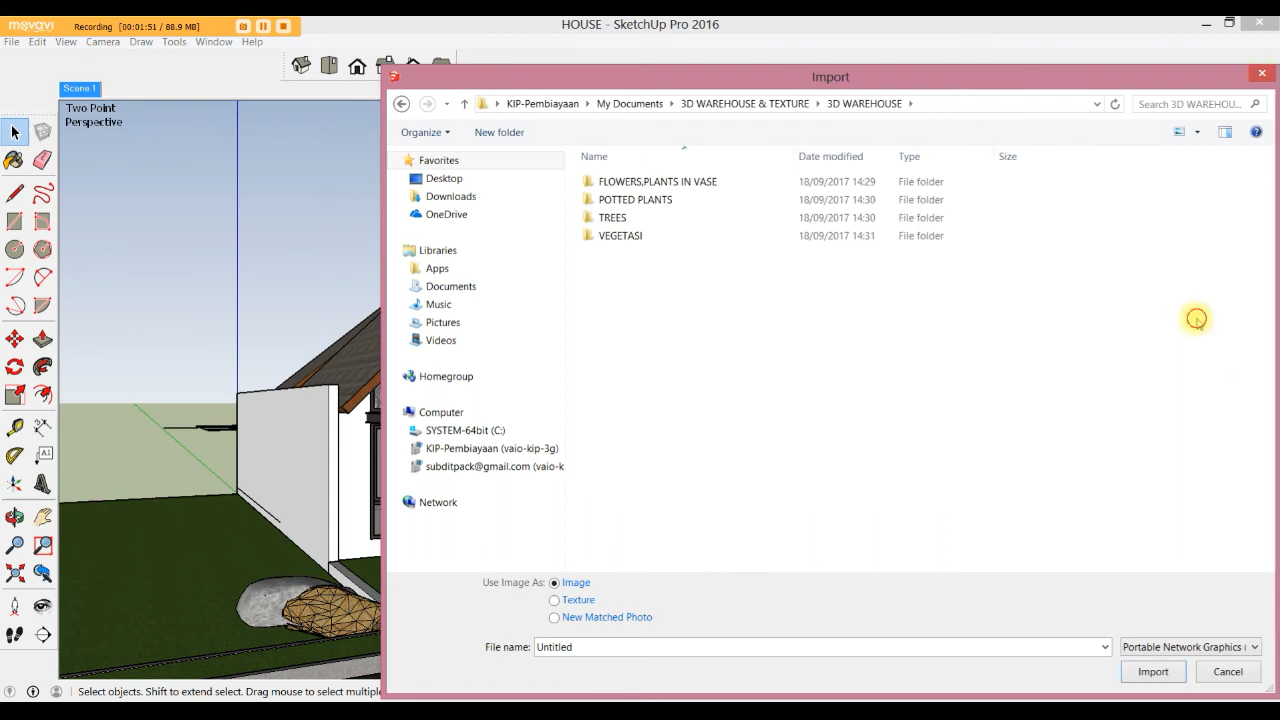 movavi Recording [00:01:51 / 88.9 MB] HOUSE - SketchUp Pro 2016
File Edit View Camera Draw Tools Window Help
Scene 1
Two Point
Perspective
Import
KIP-Pembiayaan My Documents 3D WAREHOUSE & TEXTURE 3D WAREHOUSE Search 3D WAREHOU...
Organize New folder
Name Date modified Type Size
Favorites
Desktop
Downloads
OneDrive
Libraries
Apps
Documents
Music
Pictures
Videos
Homegroup
Computer
SYSTEM-64bit (C:)
KIP-Pembiayaan (vaio-kip-3g)
subditpack@gmail.com (vaio-k
Network
FLOWERS,PLANTS IN VASE 18/09/2017 14:29 File folder
POTTED PLANTS 18/09/2017 14:30 File folder
TREES 18/09/2017 14:30 File folder
VEGETASI 18/09/2017 14:31 File folder
Use Image As: Image
Texture
New Matched Photo
File name: Untitled Portable Network Graphics (
Import Cancel
Select objects. Shift to extend select. Drag mouse to select multiple